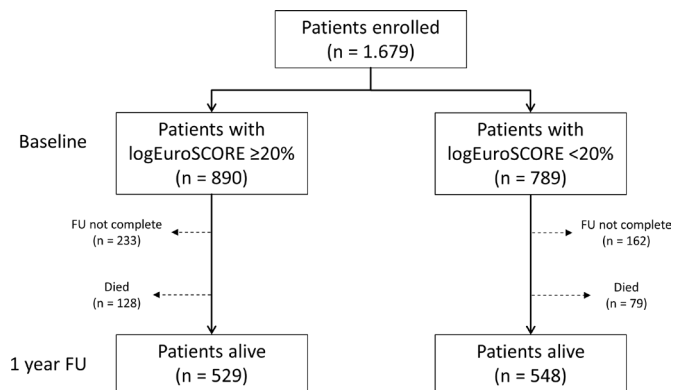 Patients enrolled
(n = 1.679)
Baseline
Patients with
logEuroSCORE ≥20%
(n = 890)
Patients with
logEuroSCORE <20%
(n = 789)
FU not complete
(n = 233)
FU not complete
(n = 162)
Died
(n = 128)
Died
(n = 79)
1 year FU
Patients alive
(n = 529)
Patients alive
(n = 548)